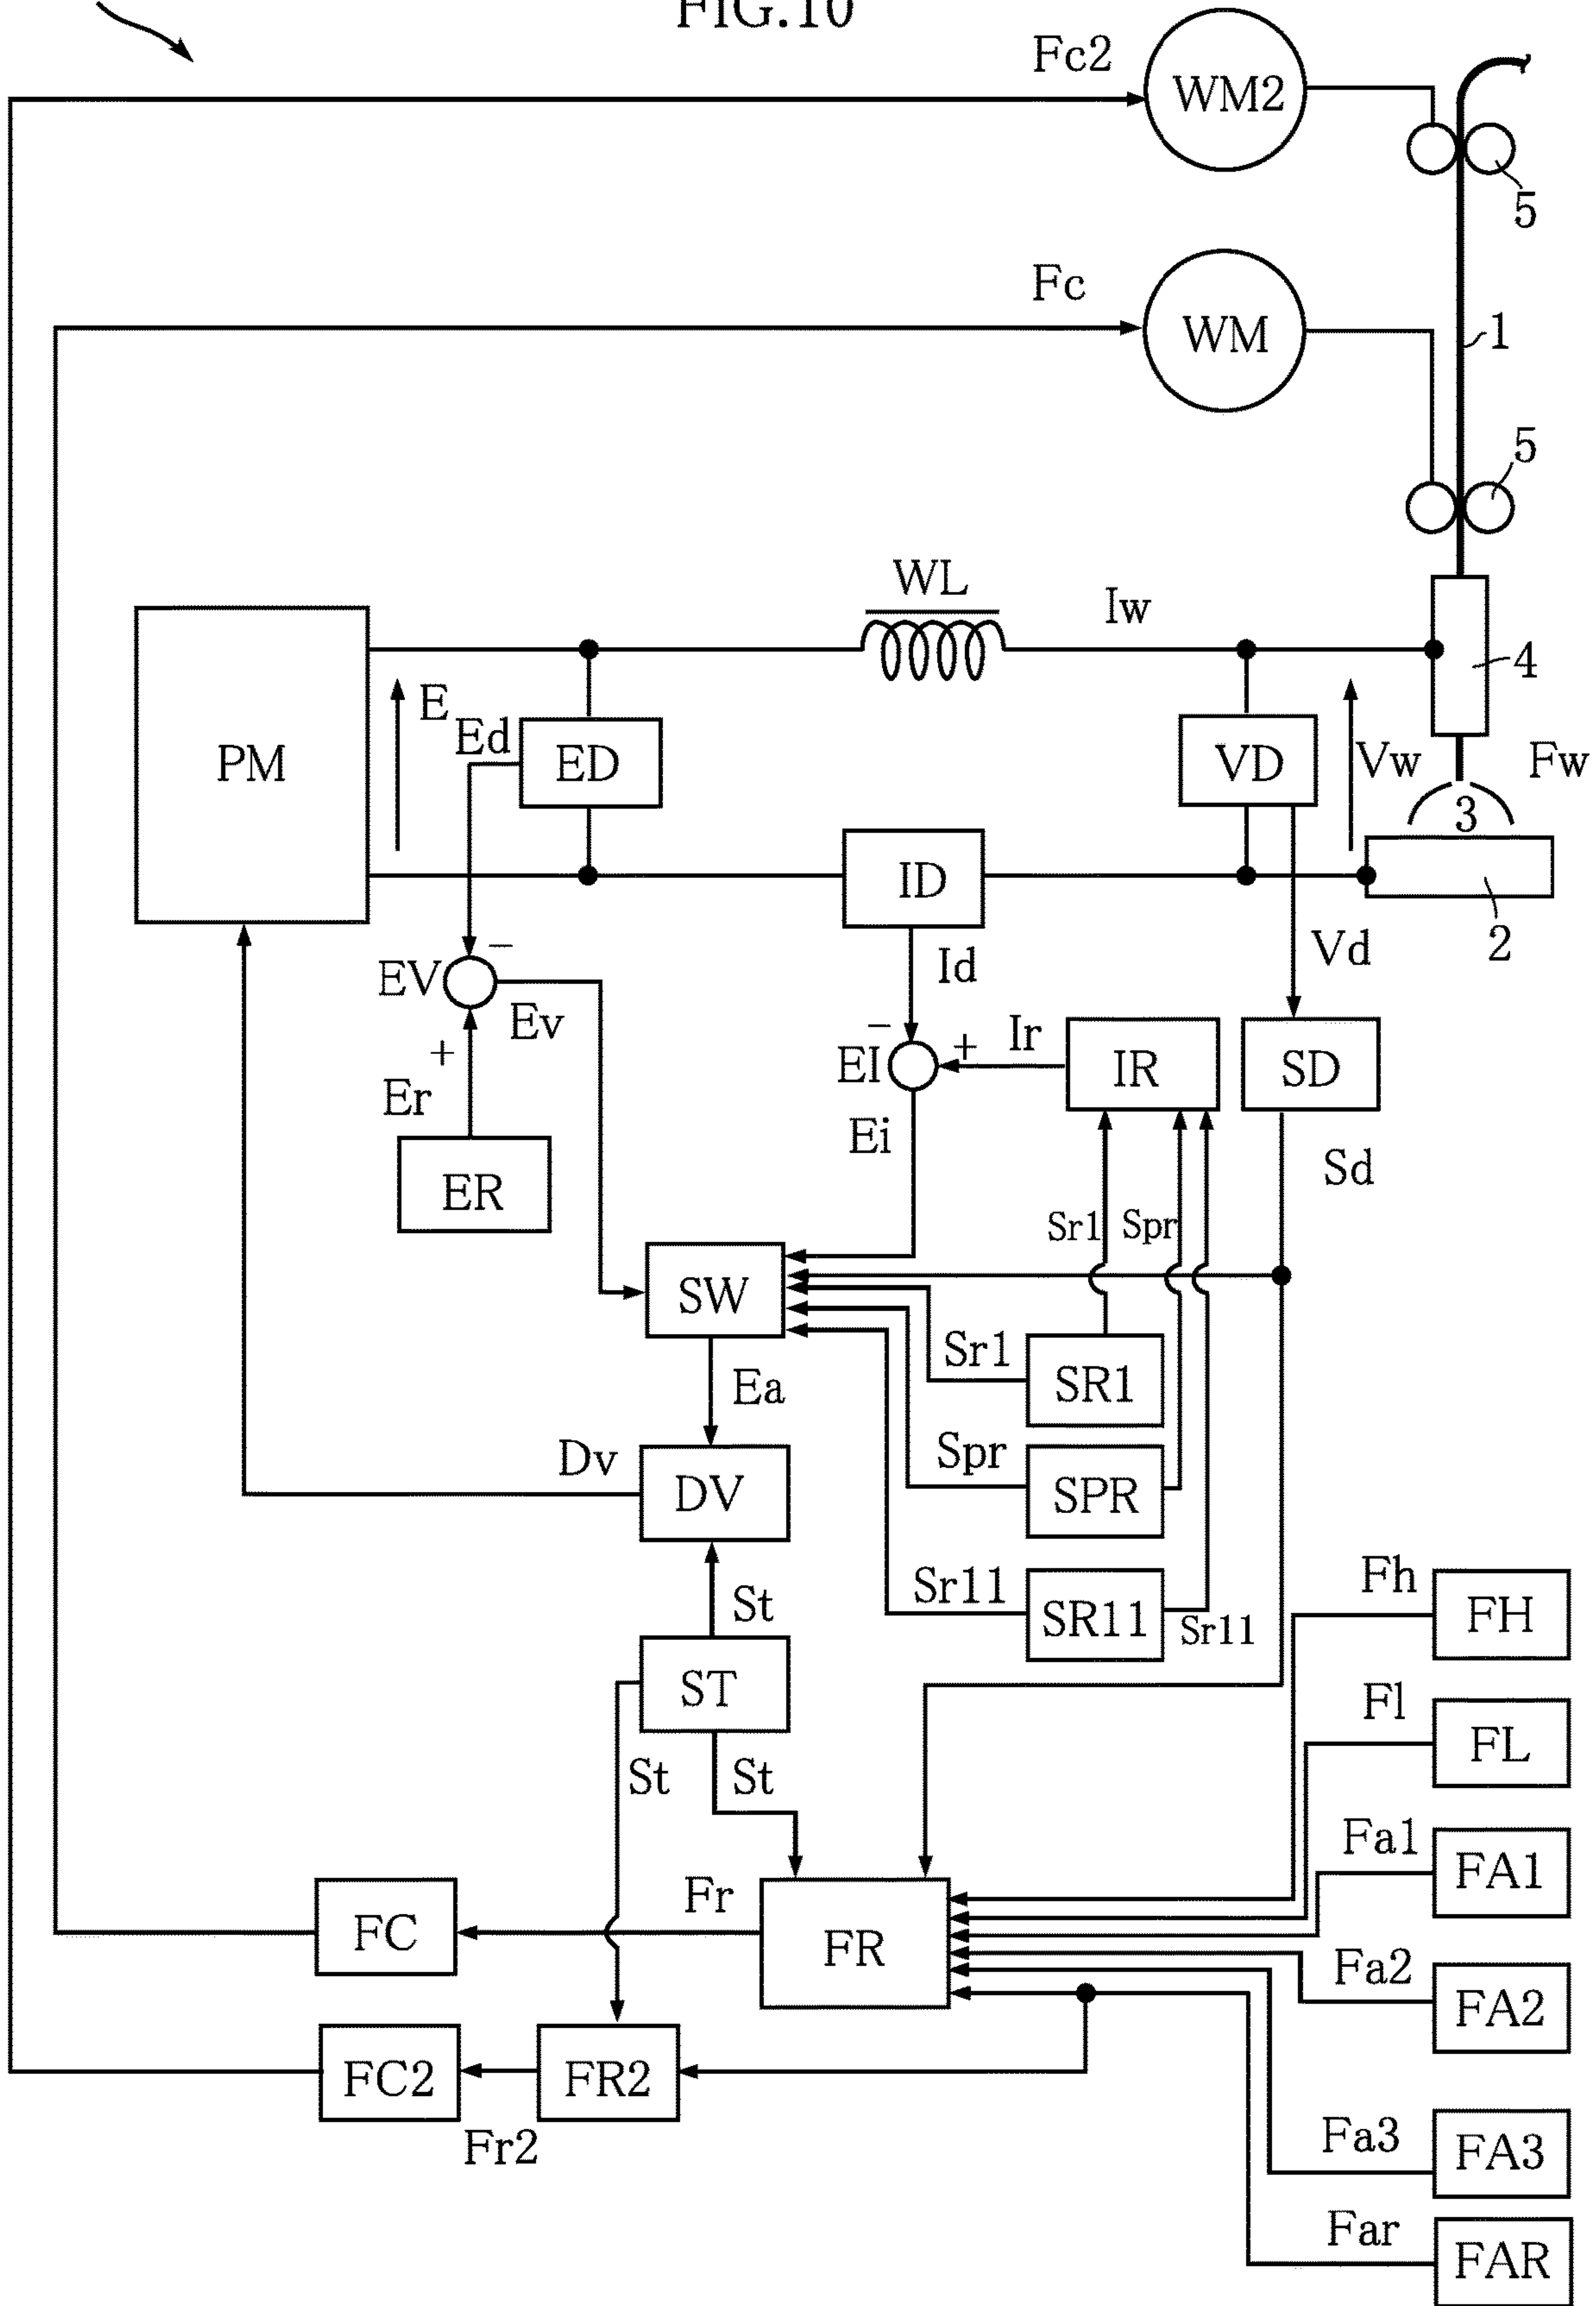 FIG.10
Fc2
WM2
5
Fc
WM
1
5
WL
Iw
4
E
Ed
PM
ED
VD
Vw
Fw
3
ID
2
EV
Ev
Id
Vd
−
+
Er
−
EI
+
Ir
IR
SD
Ei
ER
Sd
Sr1
Spr
SW
Sr1
SR1
Ea
Dv
DV
Spr
SPR
Sr11
SR11
Sr11
Fh
FH
St
ST
Fl
FL
St
St
Fa1
FA1
Fr
FC
FR
Fa2
FA2
FC2
FR2
Fr2
Fa3
FA3
Far
FAR